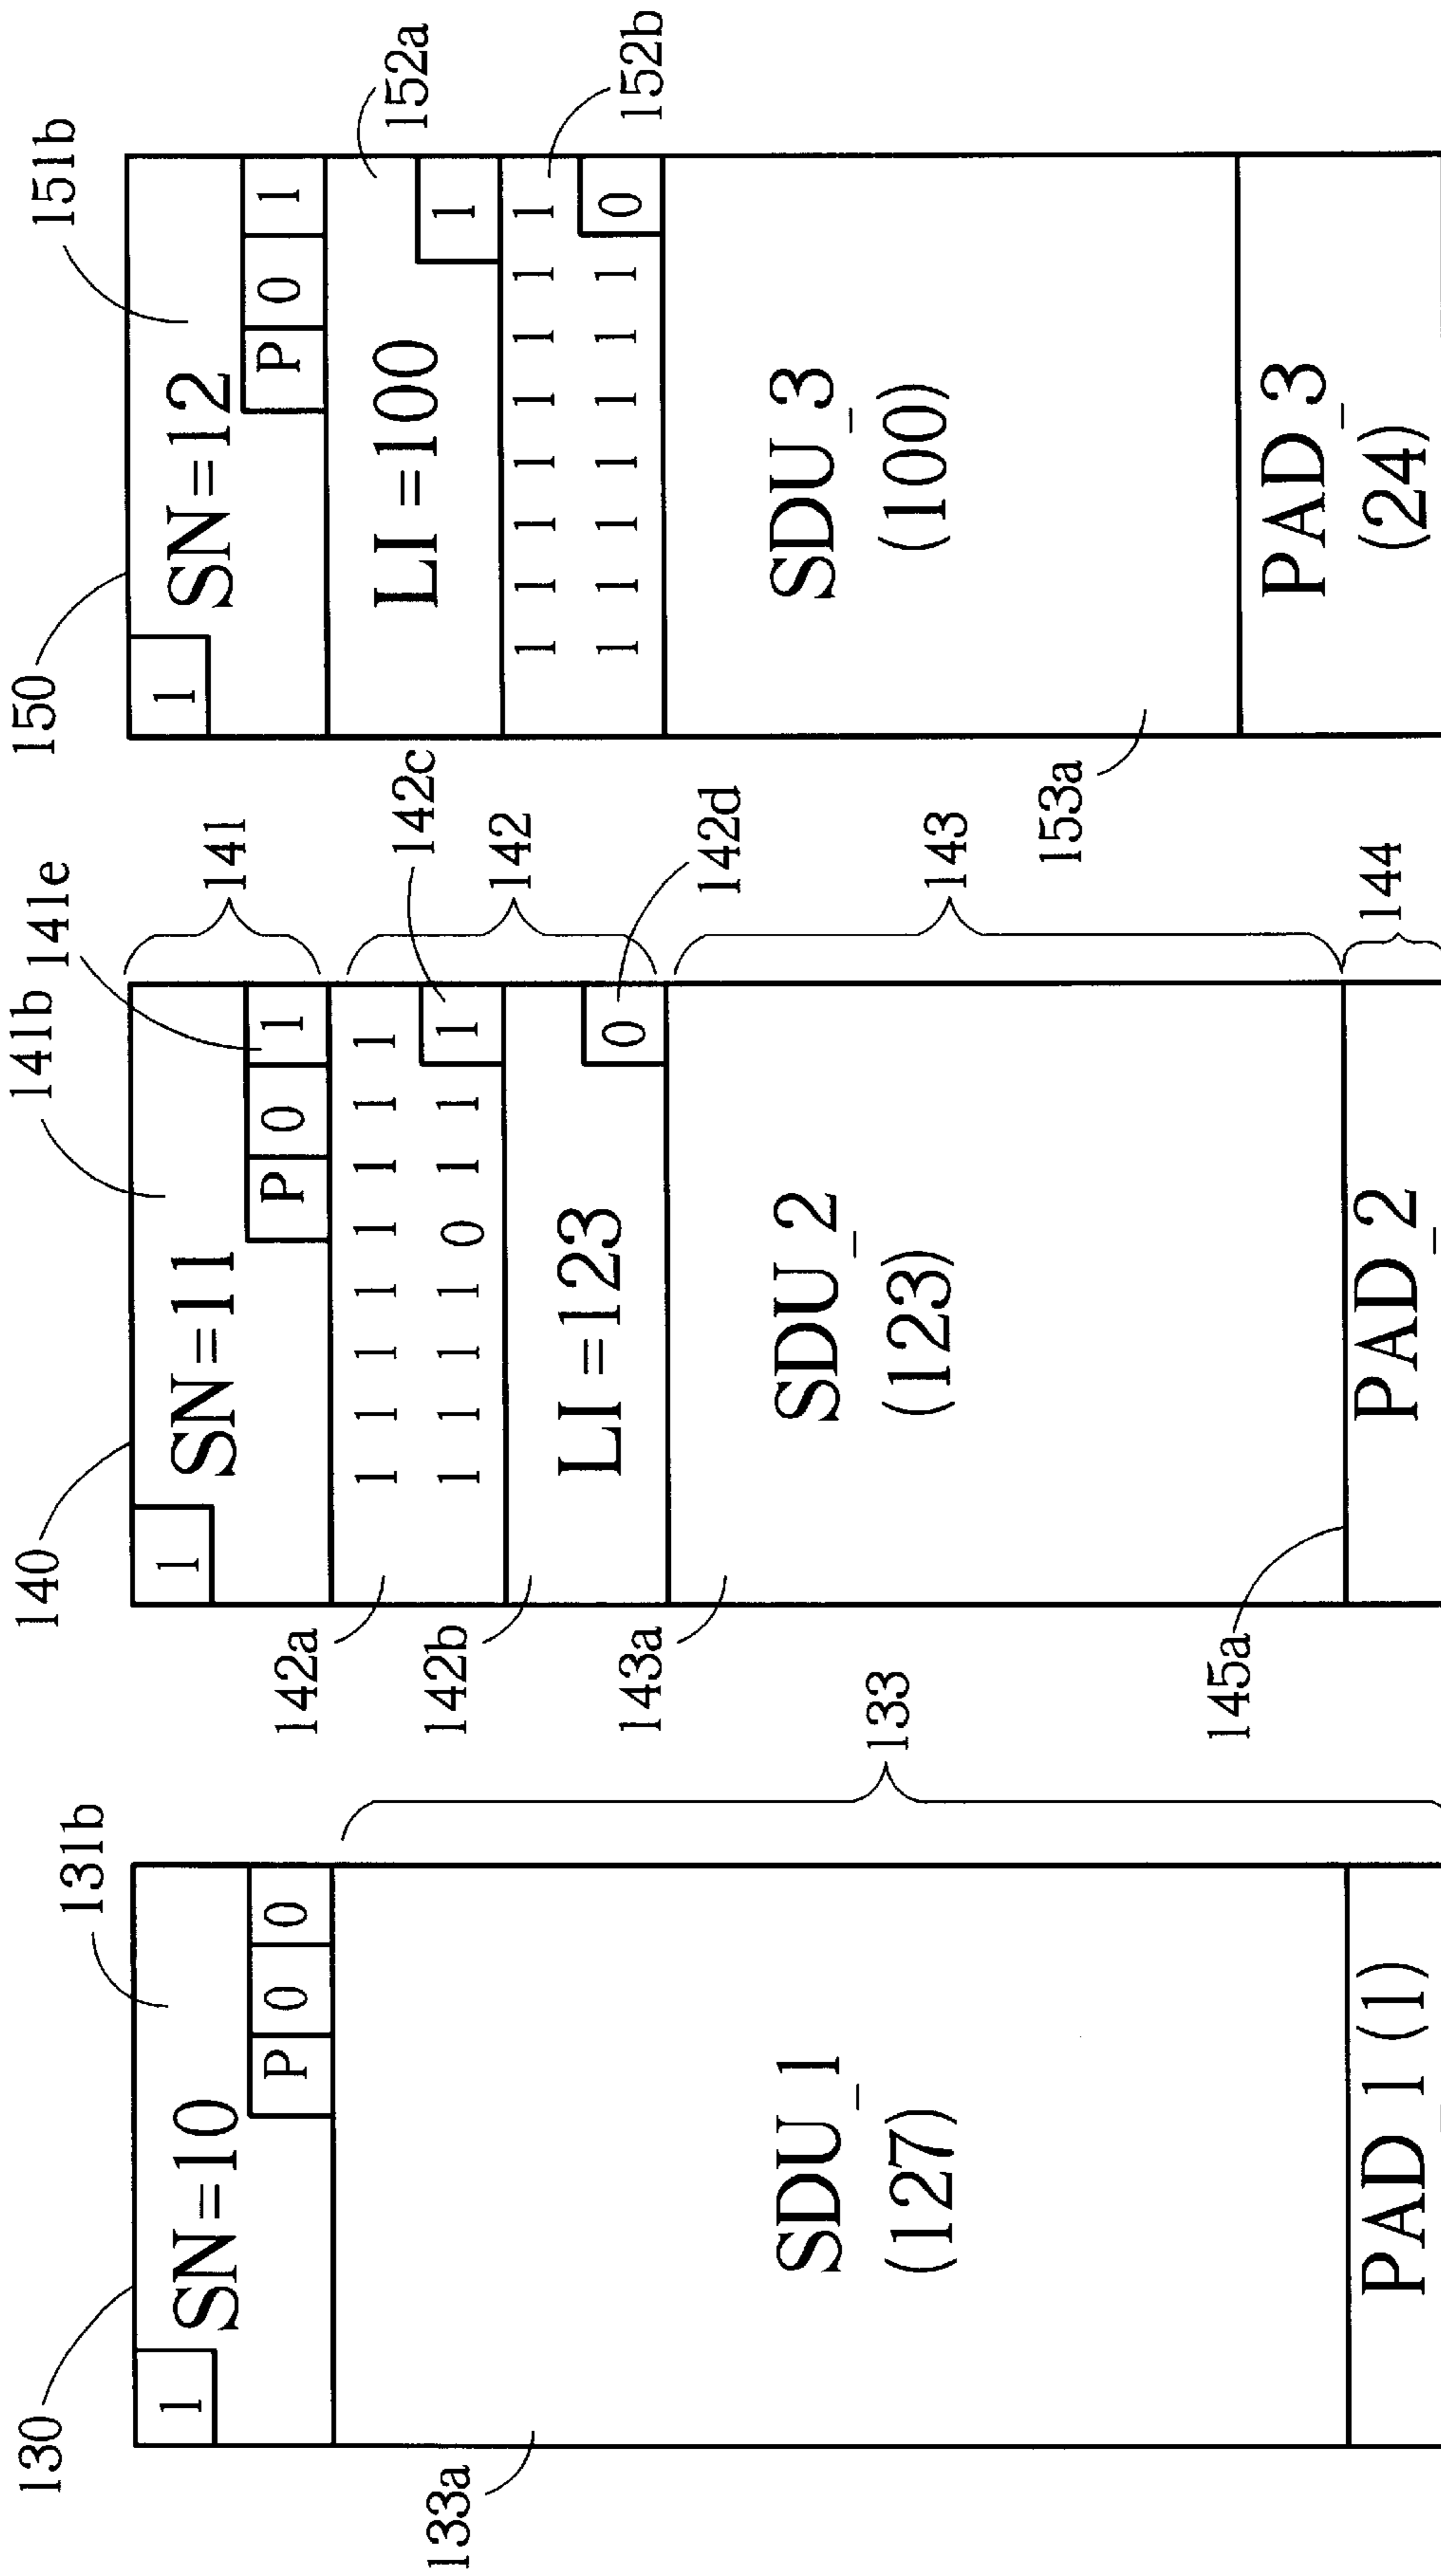 130
131b
1
SN=10
P 0 0
133a
SDU_1
(127)
133
PAD_1 (1)
140
141b
141e
1
SN=11
P 0 1
141
142a
1 1 1 1 1 1 1 1
1 1 1 1 0 1 1 1
142c
142
142b
LI=123
0
142d
143a
SDU_2
(123)
143
145a
PAD_2
144
150
151b
1
SN=12
P 0 1
152a
LI=100
1
152b
1 1 1 1 1 1 1 1
1 1 1 1 1 1 1 0
SDU_3
(100)
153a
PAD_3
(24)